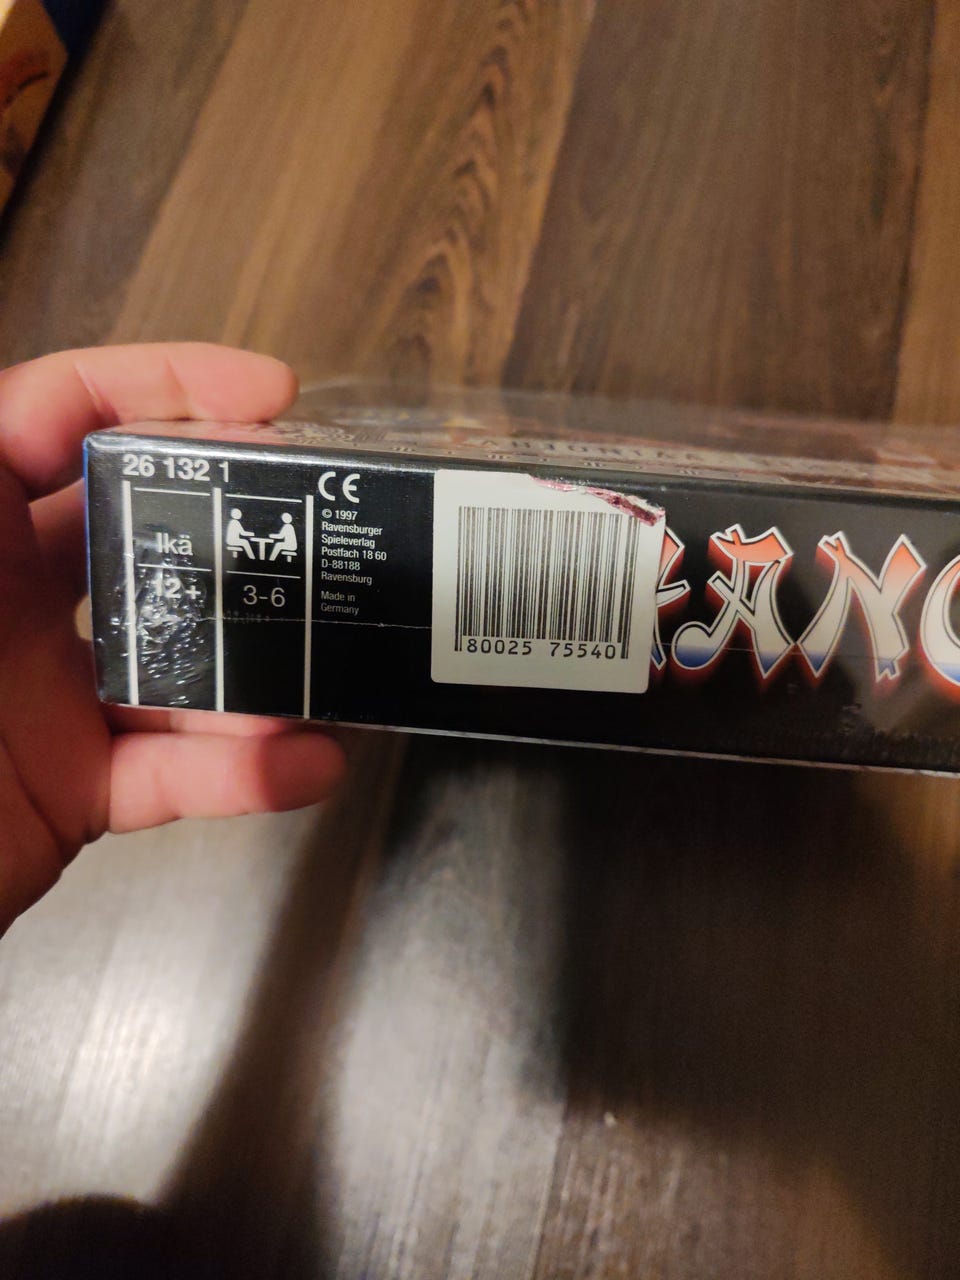 26 132 1
Ikä
12+
3-6
CE
© 1997
Ravensburger
Spieleverlag
Postfach 18 60
D-88188
Ravensburg
Made in
Germany
80025 75540